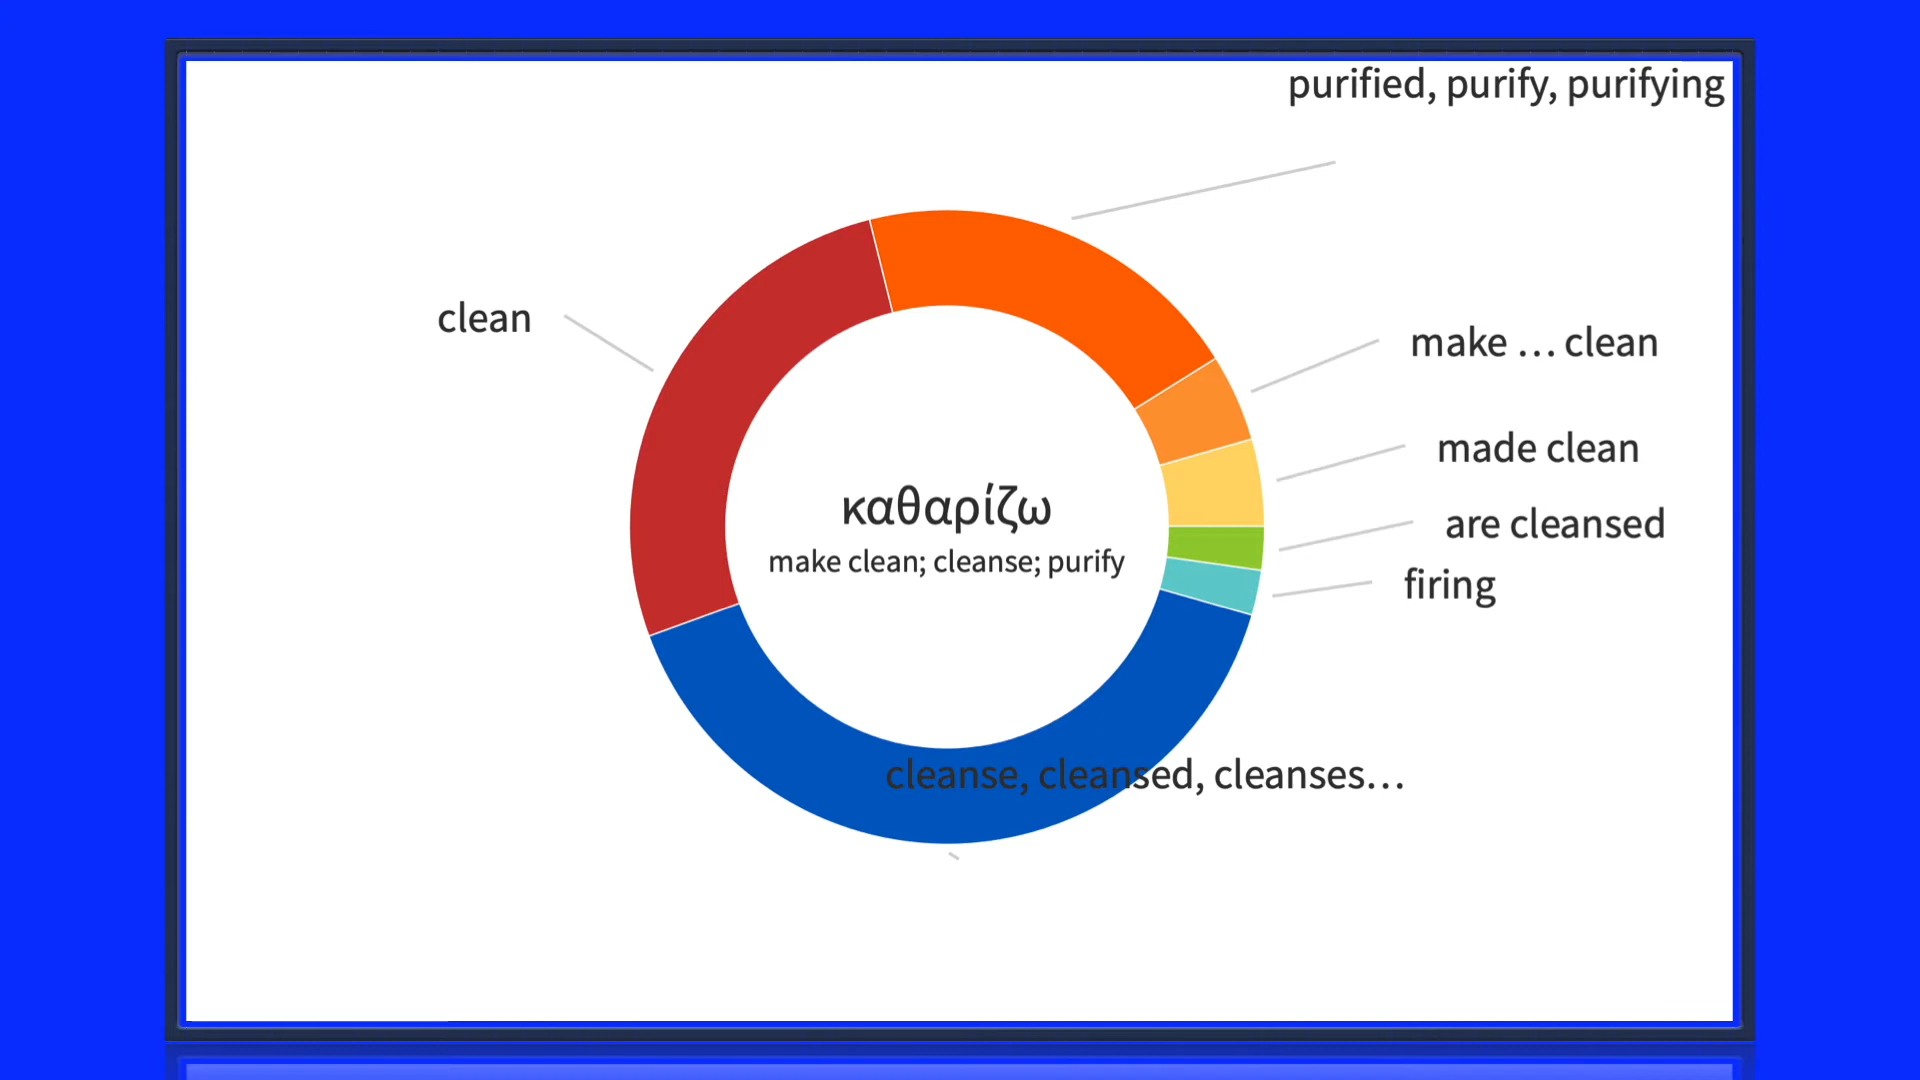 purified, purify, purifying
clean
make … clean
made clean
are cleansed
firing
καθαρίζω
make clean; cleanse; purify
cleanse, cleansed, cleanses…